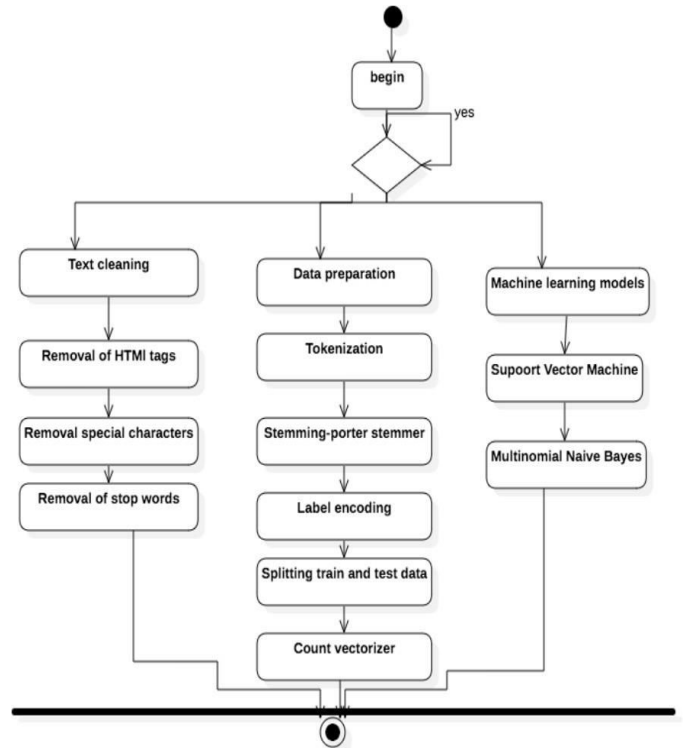 begin
yes
Text cleaning
Removal of HTMl tags
Removal special characters
Removal of stop words
Data preparation
Tokenization
Stemming-porter stemmer
Label encoding
Splitting train and test data
Count vectorizer
Machine learning models
Supoort Vector Machine
Multinomial Naive Bayes